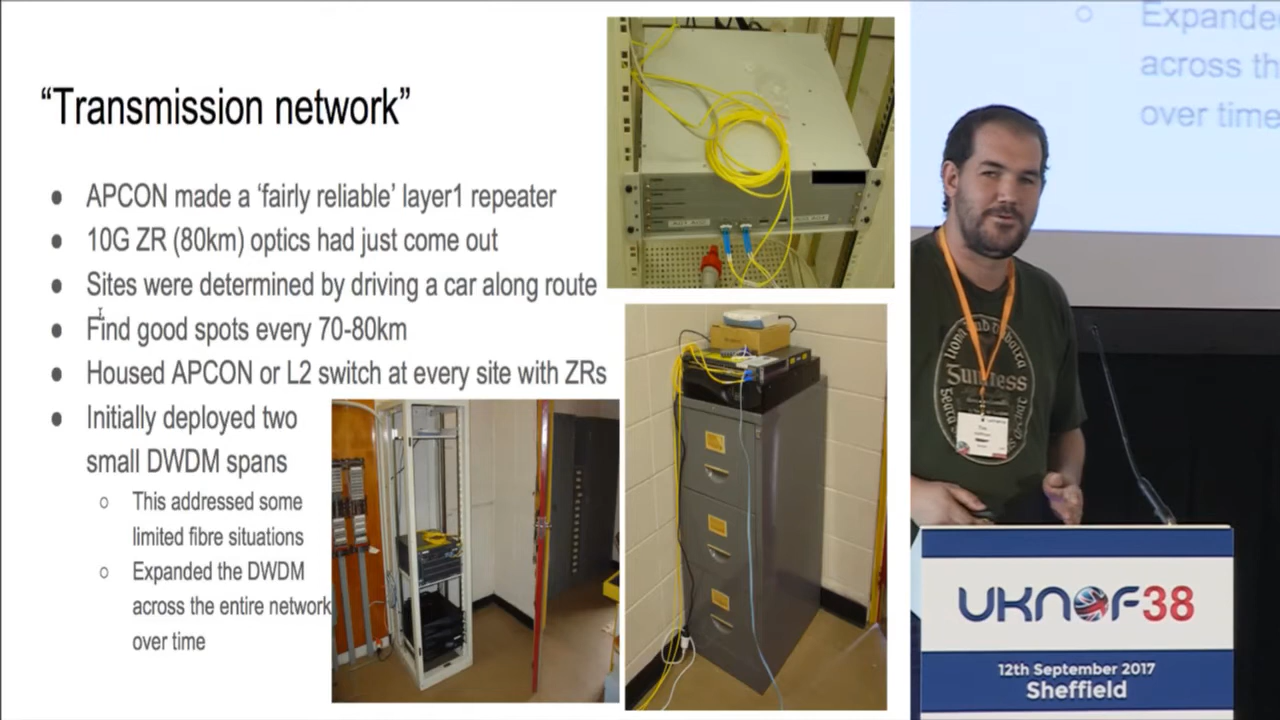 “Transmission network”
● APCON made a ‘fairly reliable’ layer1 repeater
● 10G ZR (80km) optics had just come out
● Sites were determined by driving a car along route
● Find good spots every 70-80km
● Housed APCON or L2 switch at every site with ZRs
● Initially deployed two
small DWDM spans
○ This addressed some
limited fibre situations
○ Expanded the DWDM
across the entire network
over time
○ Expande
across th
over time
Guinness
UKNOF38
12th September 2017
Sheffield